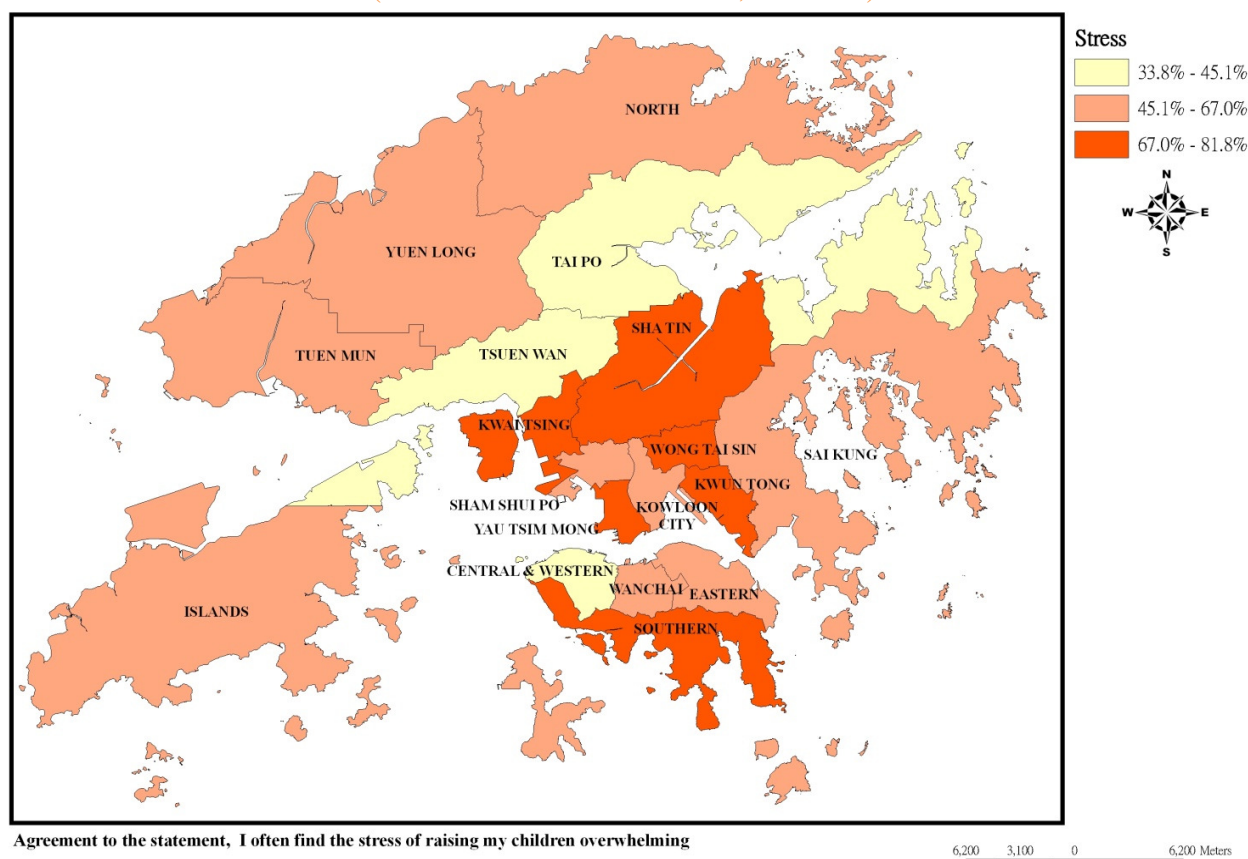 Stress
33.8% - 45.1%
45.1% - 67.0%
67.0% - 81.8%
N
W E
S
NORTH
YUEN LONG
TAI PO
SHA TIN
TUEN MUN
TSUEN WAN
KWAI TSING
WONG TAI SIN
SAI KUNG
KWUN TONG
SHAM SHUI PO
KOWLOON
CITY
YAU TSIM MONG
CENTRAL & WESTERN
WANCHAI
EASTERN
ISLANDS
SOUTHERN
Agreement to the statement, I often find the stress of raising my children overwhelming
6,200 3,100 0 6,200 Meters